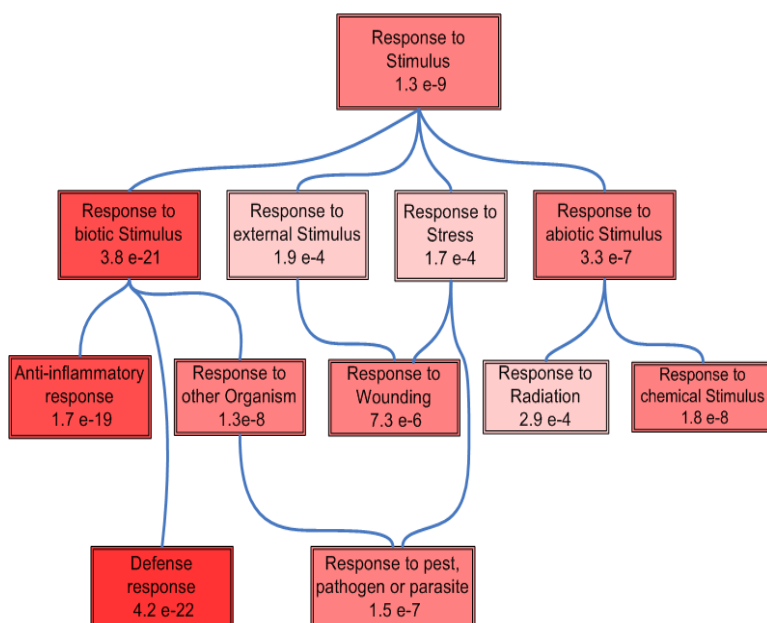 Response to
Stimulus
1.3 e-9
Response to
biotic Stimulus
3.8 e-21
Response to
external Stimulus
1.9 e-4
Response to
Stress
1.7 e-4
Response to
abiotic Stimulus
3.3 e-7
Anti-inflammatory
response
1.7 e-19
Response to
other Organism
1.3e-8
Response to
Wounding
7.3 e-6
Response to
Radiation
2.9 e-4
Response to
chemical Stimulus
1.8 e-8
Defense
response
4.2 e-22
Response to pest,
pathogen or parasite
1.5 e-7